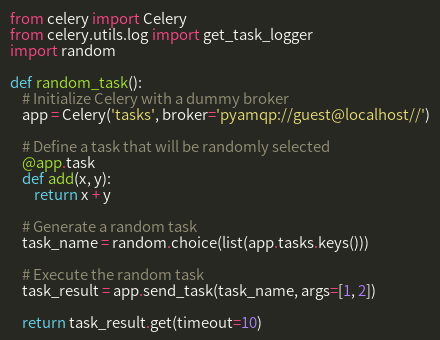 from celery import Celery
from celery.utils.log import get_task_logger
import random

def random_task():
    # Initialize Celery with a dummy broker
    app = Celery('tasks', broker='pyamqp://guest@localhost//')

    # Define a task that will be randomly selected
    @app.task
    def add(x, y):
        return x + y

    # Generate a random task
    task_name = random.choice(list(app.tasks.keys()))

    # Execute the random task
    task_result = app.send_task(task_name, args=[1, 2])

    return task_result.get(timeout=10)